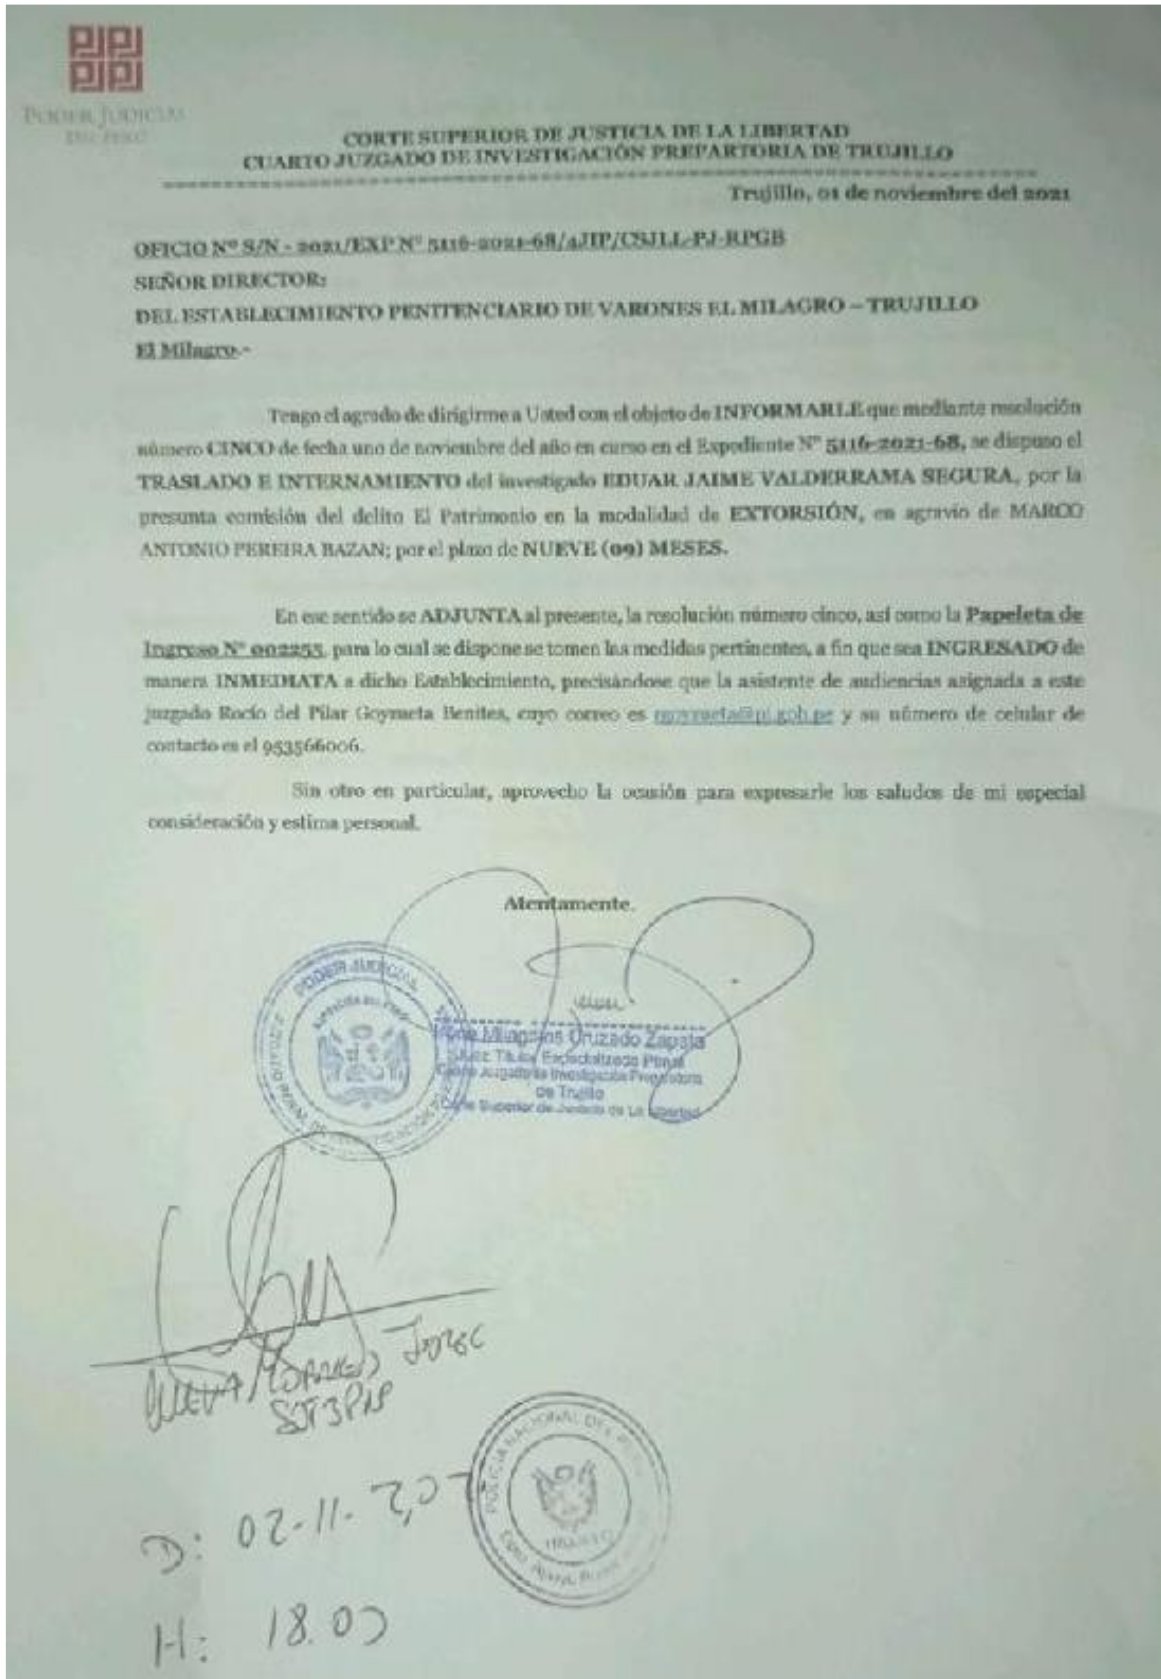 PODER JUDICIAL
DEL PERÚ
CORTE SUPERIOR DE JUSTICIA DE LA LIBERTAD
CUARTO JUZGADO DE INVESTIGACIÓN PREPARTORIA DE TRUJILLO
Trujillo, 01 de noviembre del 2021
OFICIO Nº S/N - 2021/EXP Nº 5116-2021-68/4JIP/CSJLL-PJ-RPGB
SEÑOR DIRECTOR:
DEL ESTABLECIMIENTO PENITENCIARIO DE VARONES EL MILAGRO – TRUJILLO
El Milagro.-
Tengo el agrado de dirigirme a Usted con el objeto de INFORMARLE que mediante resolución
número CINCO de fecha uno de noviembre del año en curso en el Expediente Nº 5116-2021-68, se dispuso el
TRASLADO E INTERNAMIENTO del investigado EDUAR JAIME VALDERRAMA SEGURA, por la
presunta comisión del delito El Patrimonio en la modalidad de EXTORSIÓN, en agravio de MARCO
ANTONIO PEREIRA BAZAN; por el plazo de NUEVE (09) MESES.
En ese sentido se ADJUNTA al presente, la resolución número cinco, así como la Papeleta de
Ingreso Nº 002255, para lo cual se dispone se tomen las medidas pertinentes, a fin que sea INGRESADO de
manera INMEDIATA a dicho Establecimiento, precisándose que la asistente de audiencias asignada a este
juzgado Rocío del Pilar Goyzueta Benites, cuyo correo es y su número de celular de
contacto es el 953566006.
Sin otro en particular, aprovecho la ocasión para expresarle los saludos de mi especial
consideración y estima personal.
Atentamente.
PODER JUDICIAL
Milagritos Cruzado Zapata
Juez Titular Especializado Penal
Juzgado de Investigación Preparatoria
de Trujillo
Corte Superior de Justicia de La Libertad
Jorge
S3 PNP
POLICIA NACIONAL DEL PERU
D: 02-11-202
H: 18.00